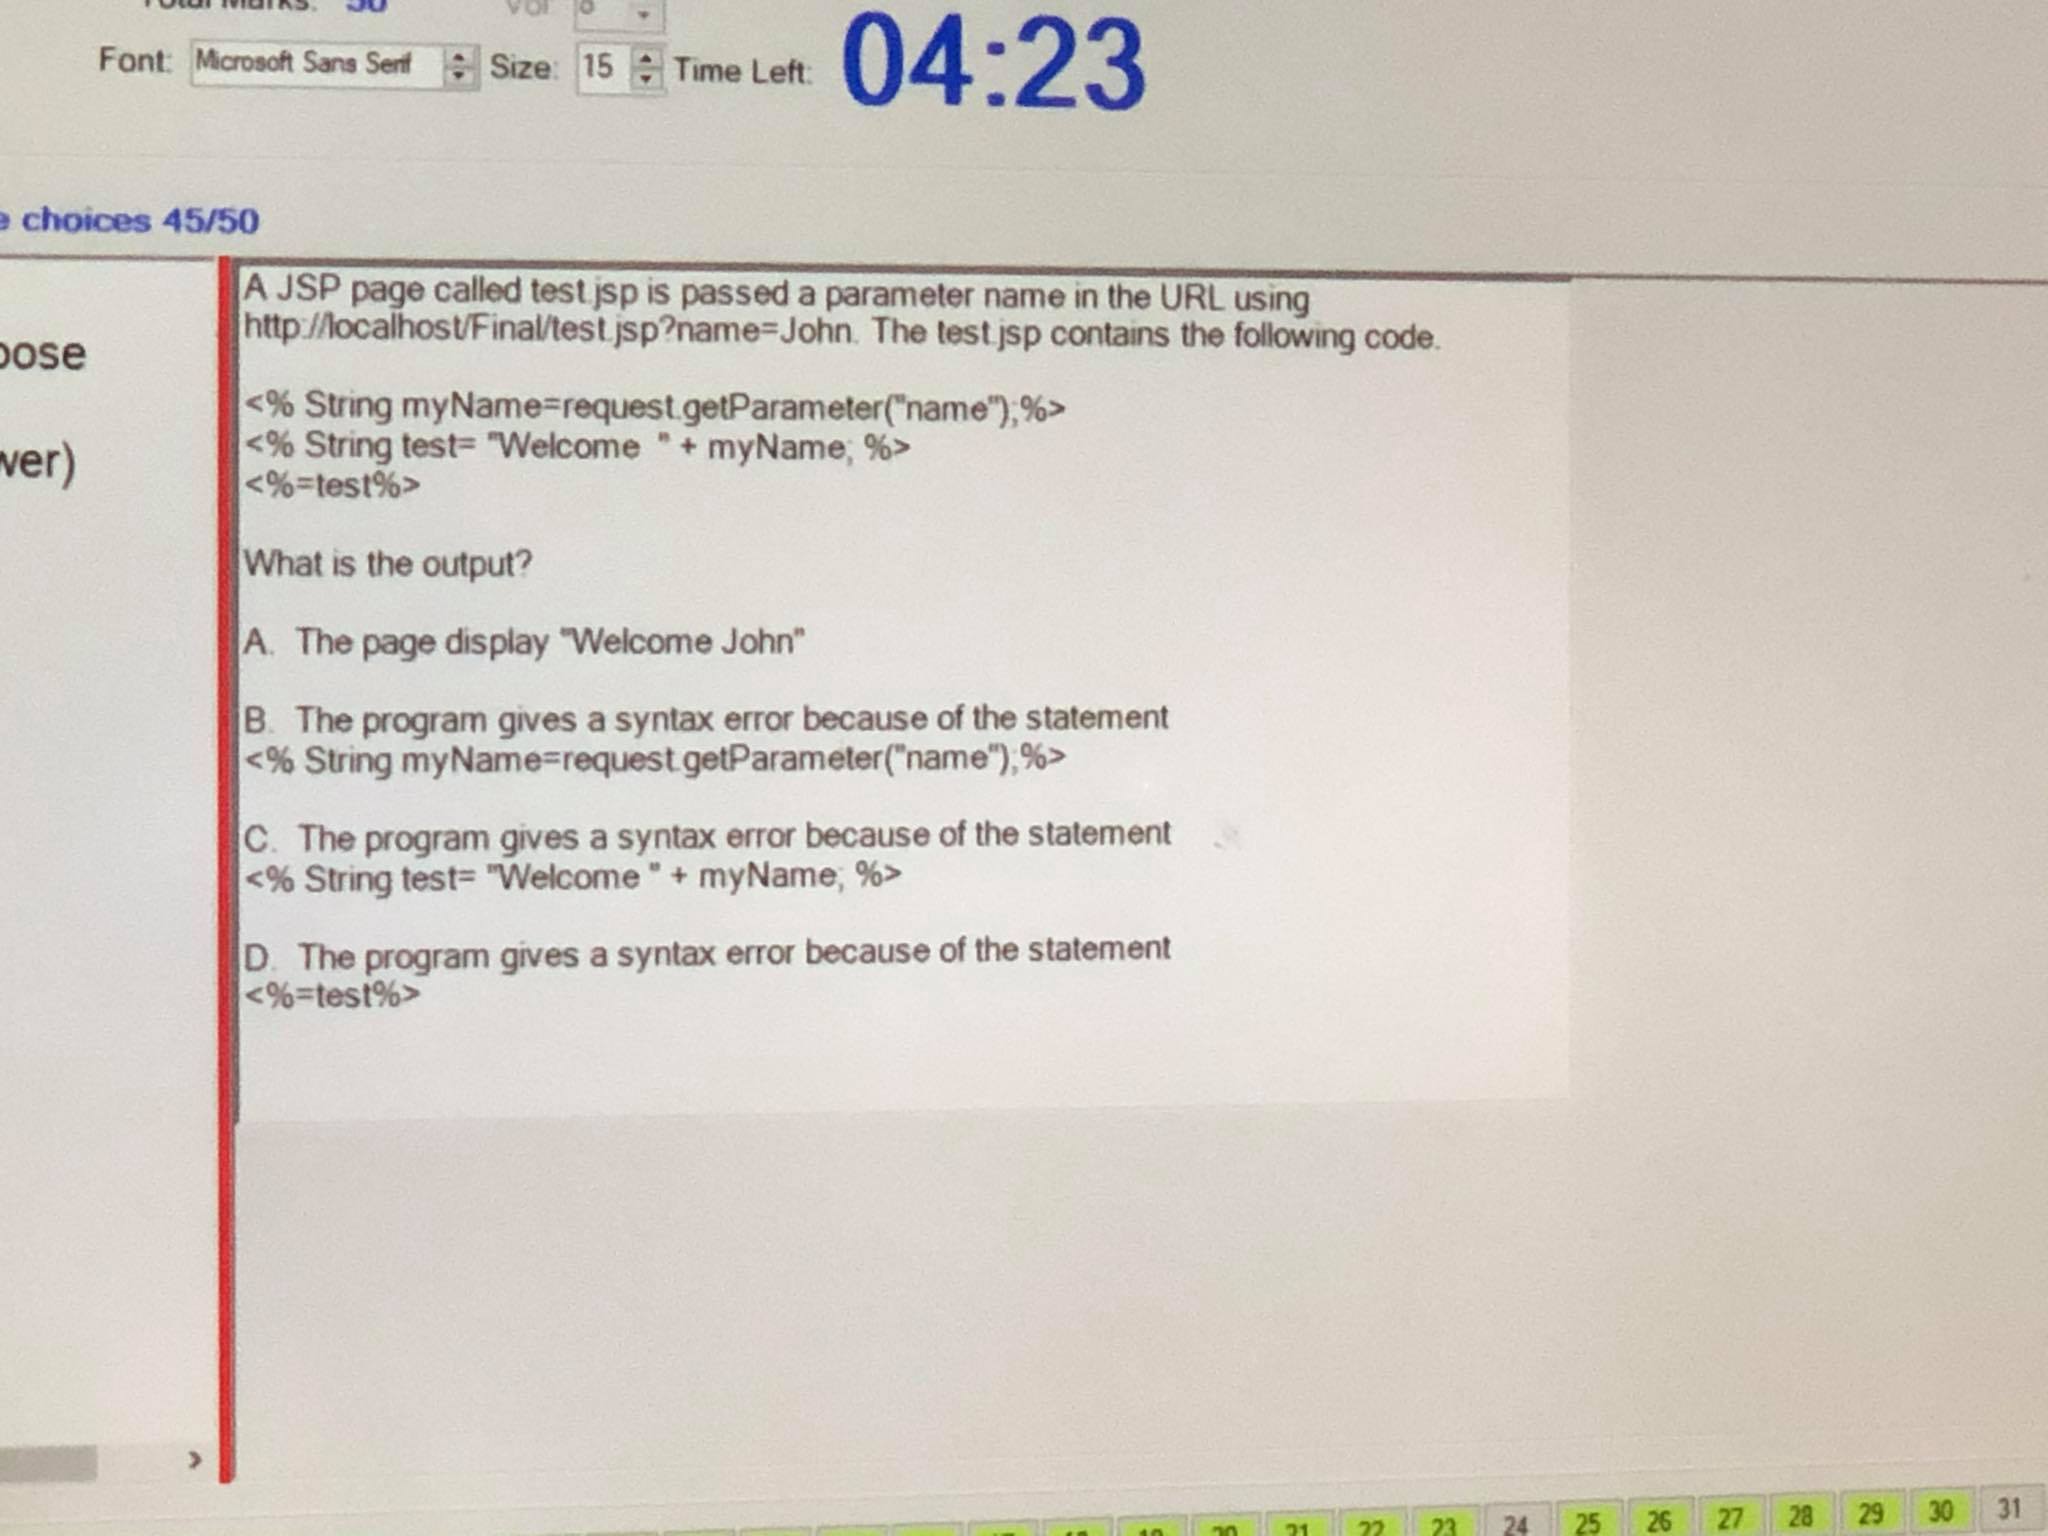 Total Marks: 50
Vol 8
Font: Microsoft Sans Serif Size: 15 Time Left: 04:23
choices 45/50
A JSP page called test.jsp is passed a parameter name in the URL using
http://localhost/Final/test.jsp?name=John. The test.jsp contains the following code.
<% String myName=request.getParameter("name");%>
<% String test= "Welcome " + myName; %>
<%=test%>
What is the output?
A. The page display "Welcome John"
B. The program gives a syntax error because of the statement
<% String myName=request.getParameter("name");%>
C. The program gives a syntax error because of the statement
<% String test= "Welcome " + myName; %>
D. The program gives a syntax error because of the statement
<%=test%>
20 21 22 23 24 25 26 27 28 29 30 31